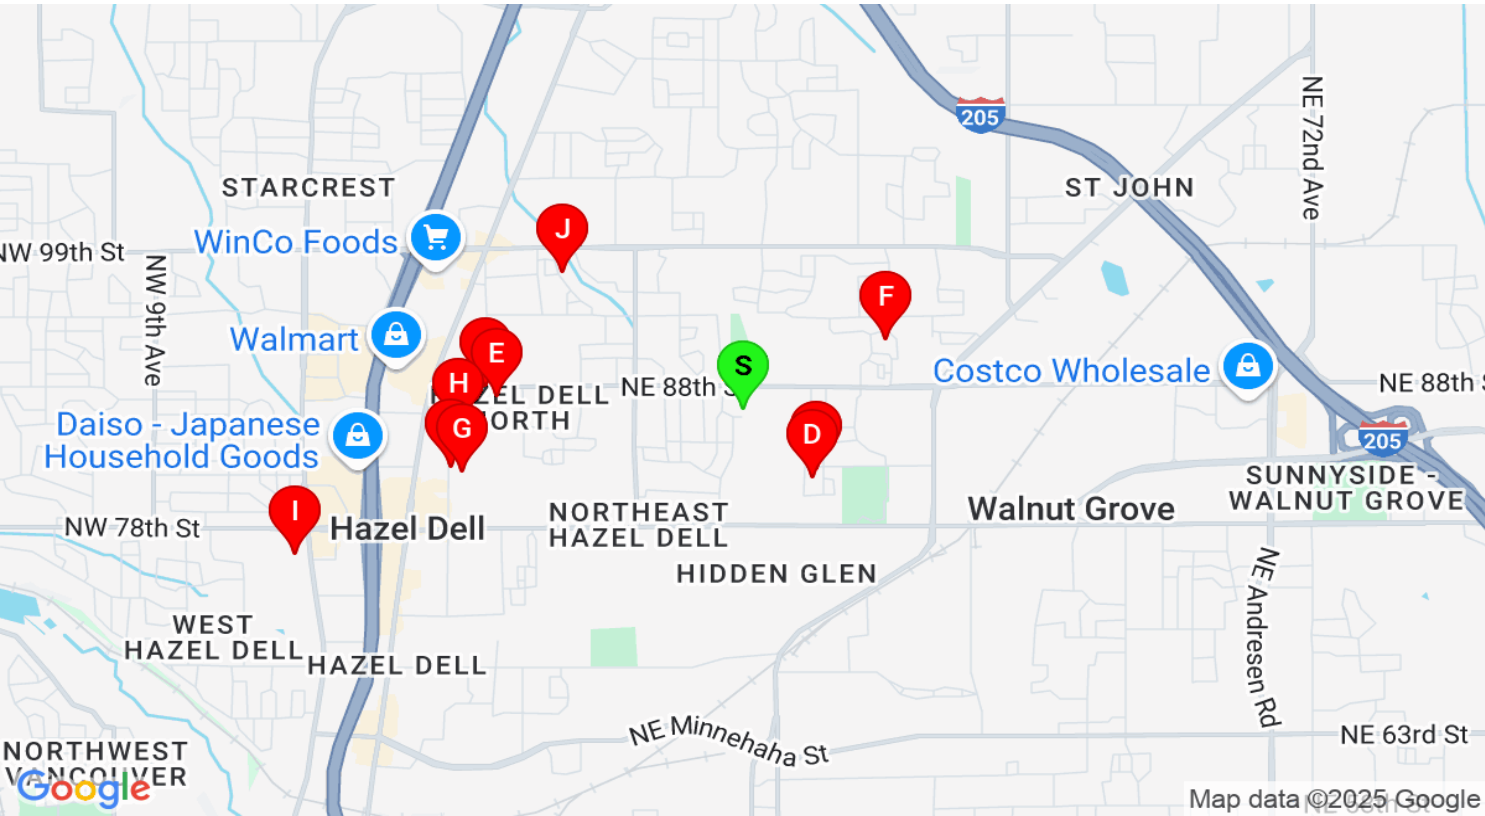 205
NE 72nd Ave
STARCREST
ST JOHN
WinCo Foods
J
NW 99th St
NW 9th Ave
F
Walmart
E
S
H
Costco Wholesale
NE 88th
NE 88th
HAZEL DELL
NORTH
Daiso - Japanese
Household Goods
G
D
205
SUNNYSIDE -
WALNUT GROVE
I
NW 78th St
Hazel Dell
NORTHEAST
HAZEL DELL
Walnut Grove
HIDDEN GLEN
NE Andresen Rd
WEST
HAZEL DELL
HAZEL DELL
NE Minnehaha St
NE 63rd St
NORTHWEST
VANCOUVER
Google
Map data ©2025 Google